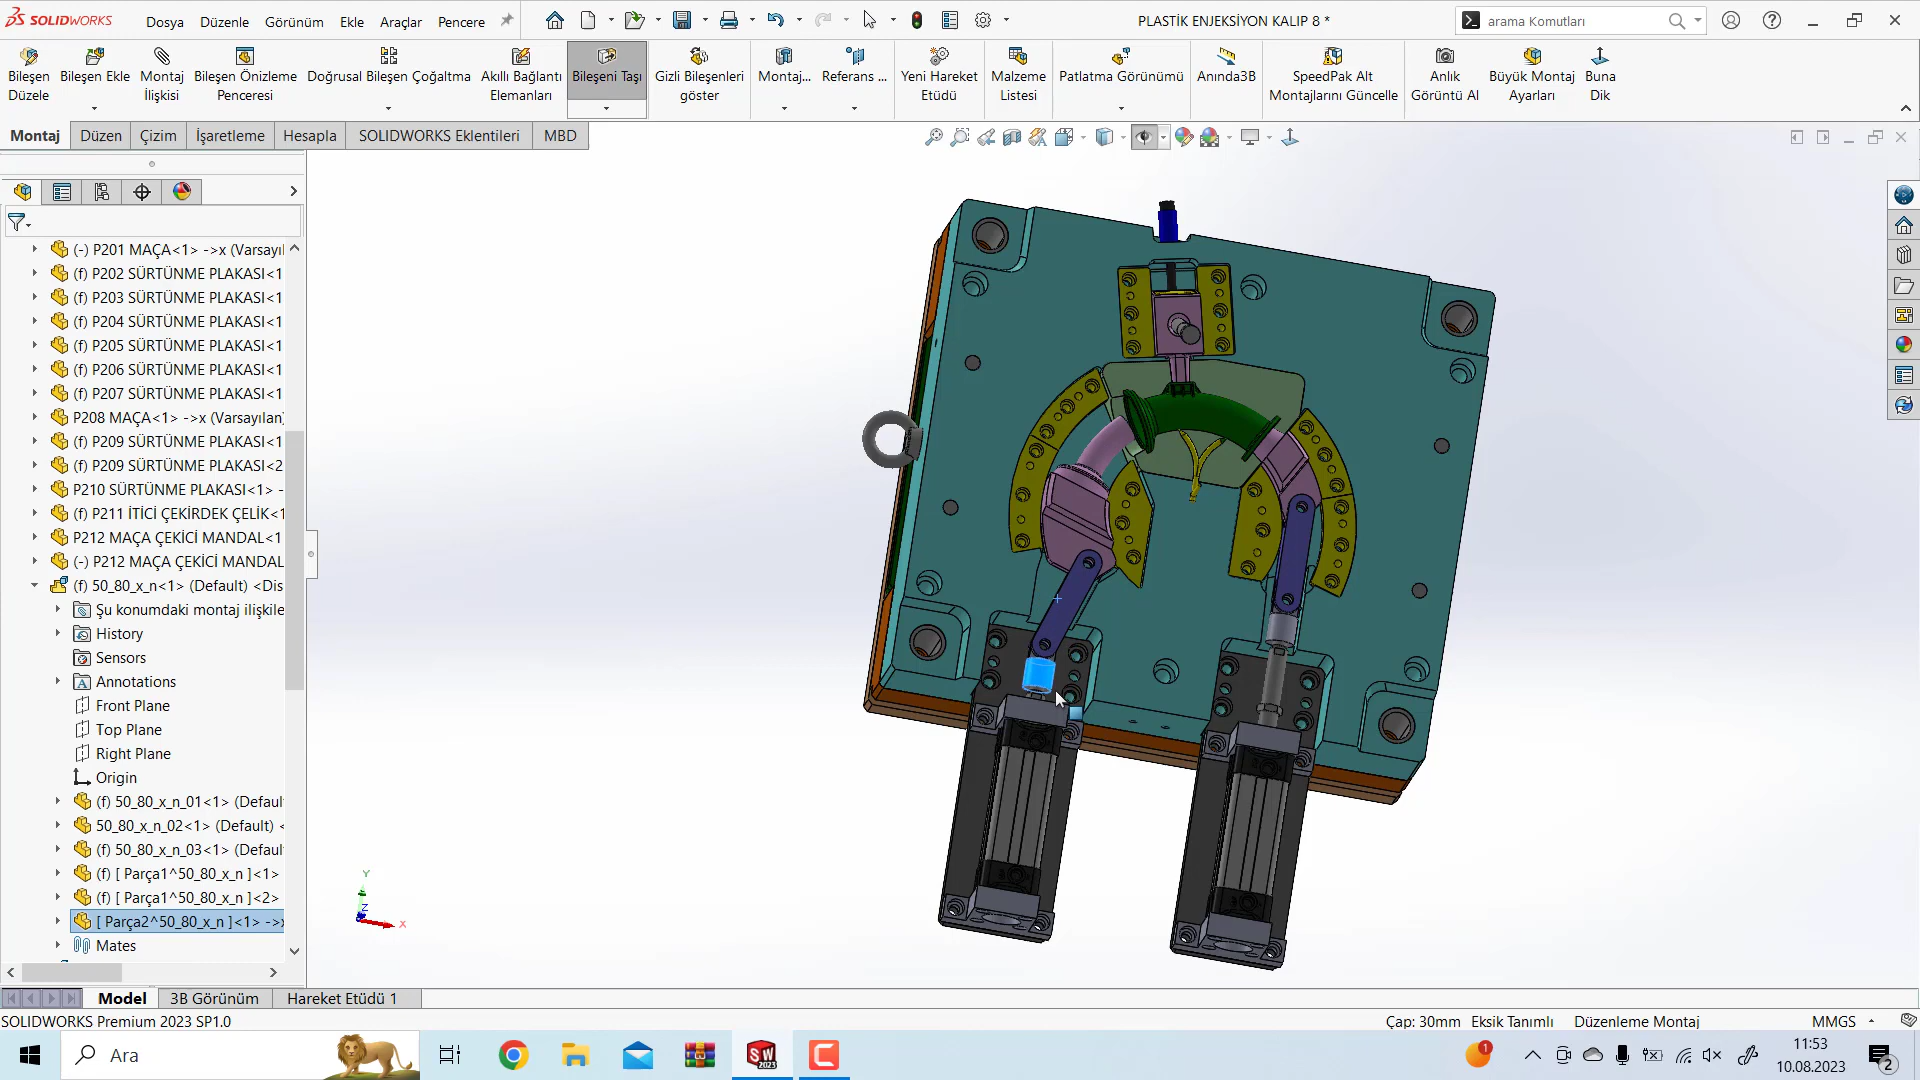 SOLIDWORKS Dosya Düzenle Görünüm Ekle Araçlar Pencere PLASTİK ENJEKSİYON KALIP 8 * arama Komutları
Bileşen Düzele
Bileşen Ekle
Montaj İlişkisi
Bileşen Önizleme Penceresi
Doğrusal Bileşen Çoğaltma
Akıllı Bağlantı Elemanları
Bileşeni Taşı
Gizli Bileşenleri göster
Montaj...
Referans ...
Yeni Hareket Etüdü
Malzeme Listesi
Patlatma Görünümü
Anında3B
SpeedPak Alt Montajlarını Güncelle
Anlık Görüntü Al
Büyük Montaj Ayarları
Buna Dik
Montaj Düzen Çizim İşaretleme Hesapla SOLIDWORKS Eklentileri MBD
(-) P201 MAÇA<1> ->x (Varsayıl
(f) P202 SÜRTÜNME PLAKASI<1
(f) P203 SÜRTÜNME PLAKASI<1
(f) P204 SÜRTÜNME PLAKASI<1
(f) P205 SÜRTÜNME PLAKASI<1
(f) P206 SÜRTÜNME PLAKASI<1
(f) P207 SÜRTÜNME PLAKASI<1
P208 MAÇA<1> ->x (Varsayılan)
(f) P209 SÜRTÜNME PLAKASI<1
(f) P209 SÜRTÜNME PLAKASI<2
P210 SÜRTÜNME PLAKASI<1> -
(f) P211 İTİCİ ÇEKİRDEK ÇELİK<1
P212 MAÇA ÇEKİCİ MANDAL<1
(-) P212 MAÇA ÇEKİCİ MANDAL
(f) 50_80_x_n<1> (Default) <Dis
Şu konumdaki montaj ilişkile
History
Sensors
Annotations
Front Plane
Top Plane
Right Plane
Origin
(f) 50_80_x_n_01<1> (Defaul
50_80_x_n_02<1> (Default) <
(f) 50_80_x_n_03<1> (Defaul
(f) [ Parça1^50_80_x_n ]<1>
(f) [ Parça1^50_80_x_n ]<2>
[ Parça2^50_80_x_n ]<1> ->x
Mates
Y
Z
X
Model 3B Görünüm Hareket Etüdü 1
SOLIDWORKS Premium 2023 SP1.0 Çap: 30mm Eksik Tanımlı Düzenleme Montaj MMGS
Ara
SW
2023
1
11:53
10.08.2023
2